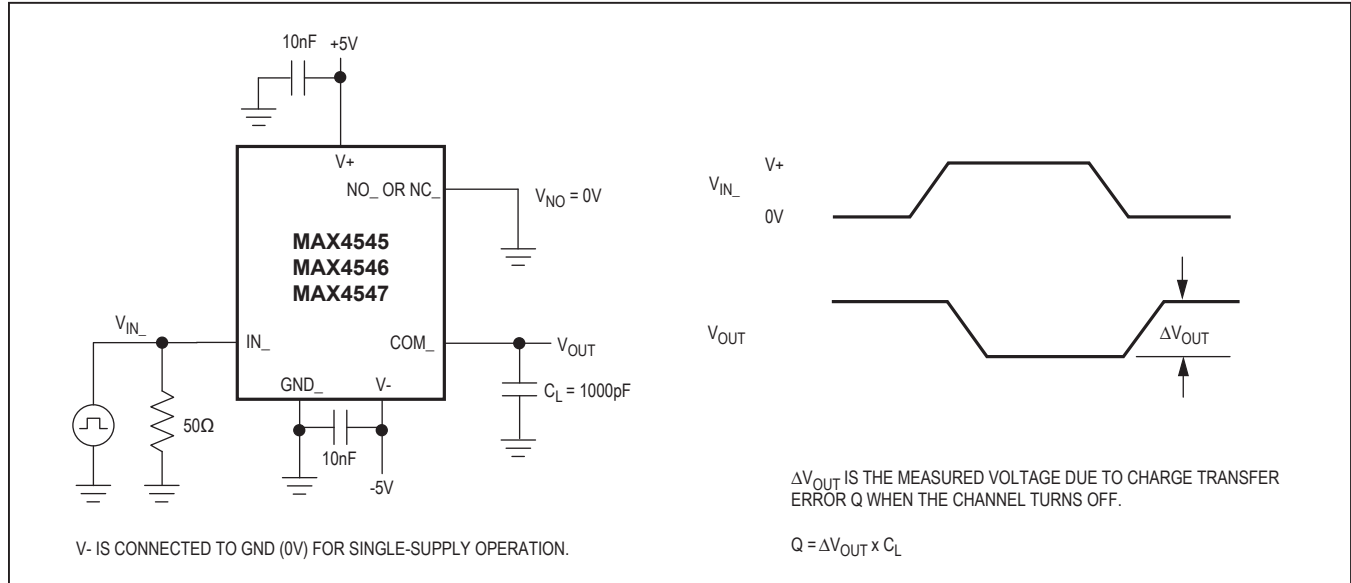 10nF +5V
V+
NO_ OR NC_
V_NO = 0V
MAX4545
MAX4546
MAX4547
V_IN_
IN_
COM_
V_OUT
GND_
V-
C_L = 1000pF
50Ω
10nF
-5V
V- IS CONNECTED TO GND (0V) FOR SINGLE-SUPPLY OPERATION.
V+
V_IN_
0V
V_OUT
ΔV_OUT
ΔV_OUT IS THE MEASURED VOLTAGE DUE TO CHARGE TRANSFER
ERROR Q WHEN THE CHANNEL TURNS OFF.
Q = ΔV_OUT x C_L